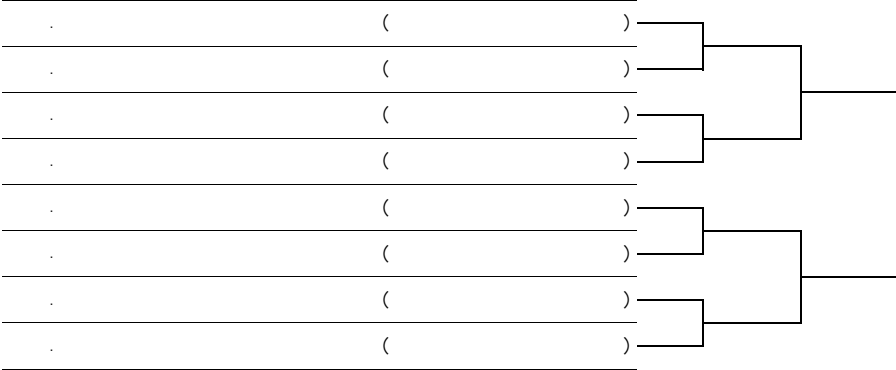 . ( )
. ( )
. ( )
. ( )
. ( )
. ( )
. ( )
. ( )